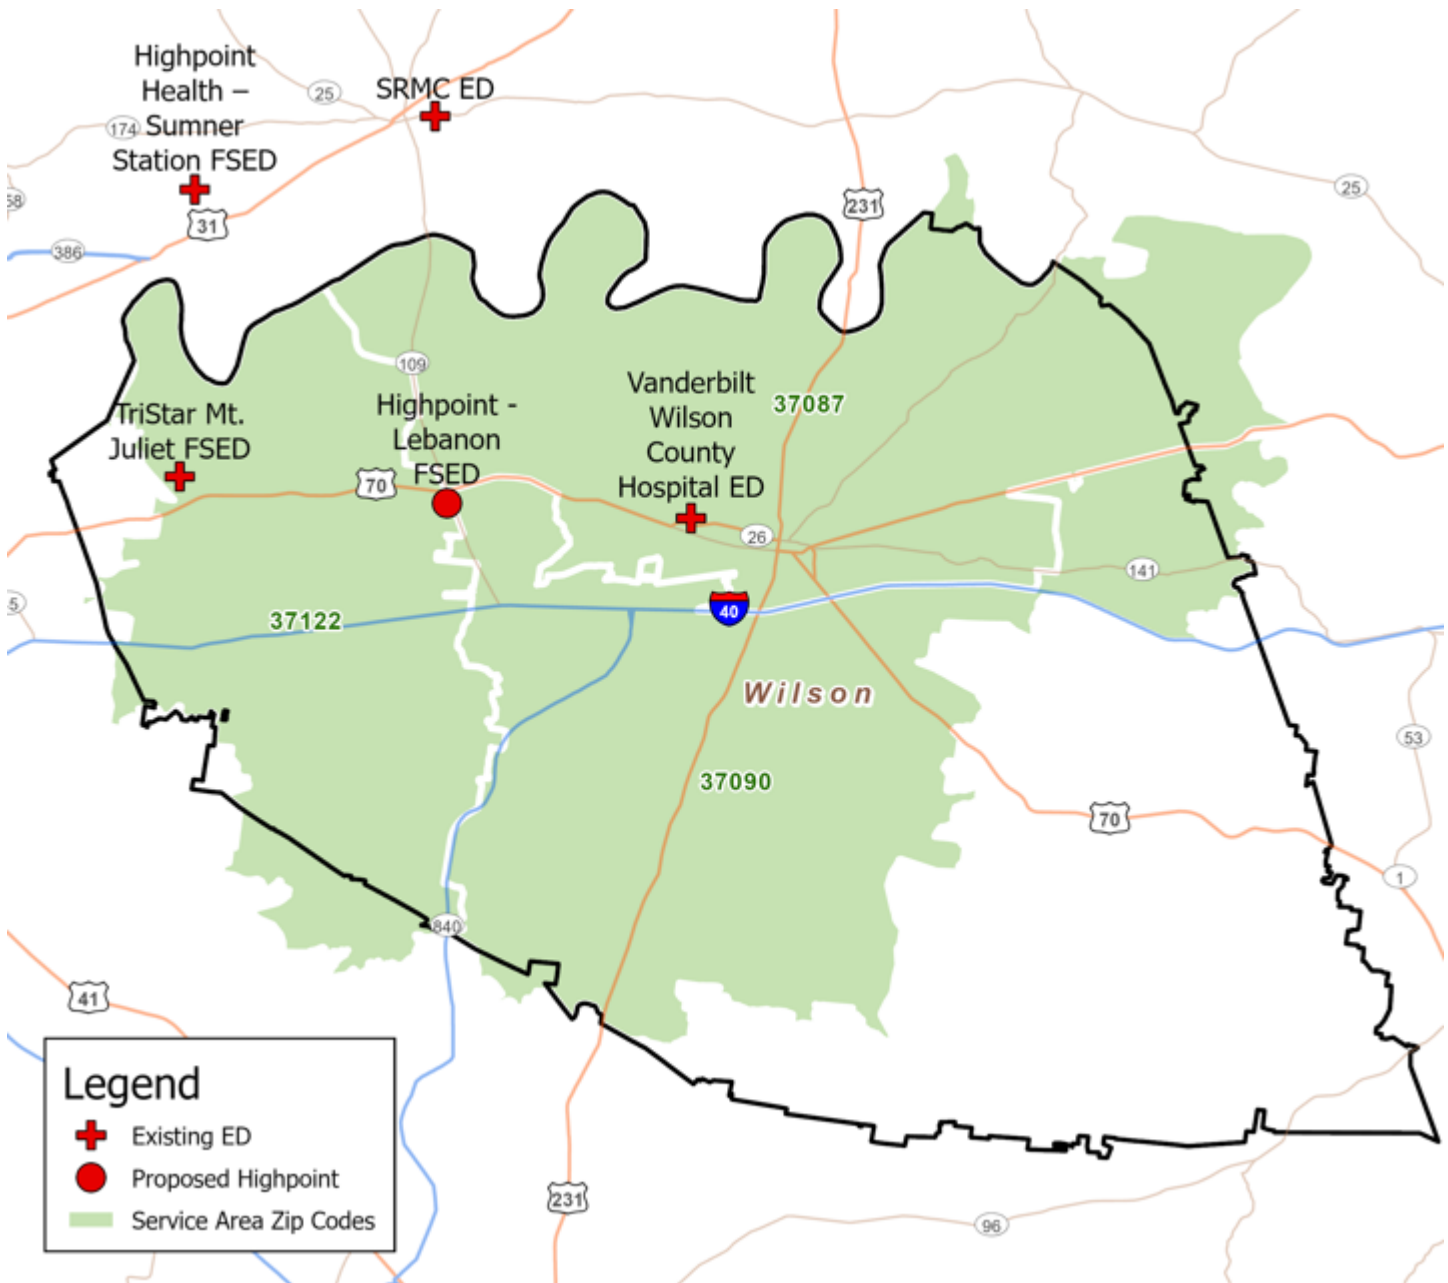 Highpoint
Health –
Sumner
Station FSED
SRMC ED
25
174
31
386
231
25
109
TriStar Mt.
Juliet FSED
Highpoint -
Lebanon
FSED
70
Vanderbilt
Wilson
County
Hospital ED
37087
26
141
40
37122
Wilson
37090
53
70
1
840
41
231
96
Legend
Existing ED
Proposed Highpoint
Service Area Zip Codes